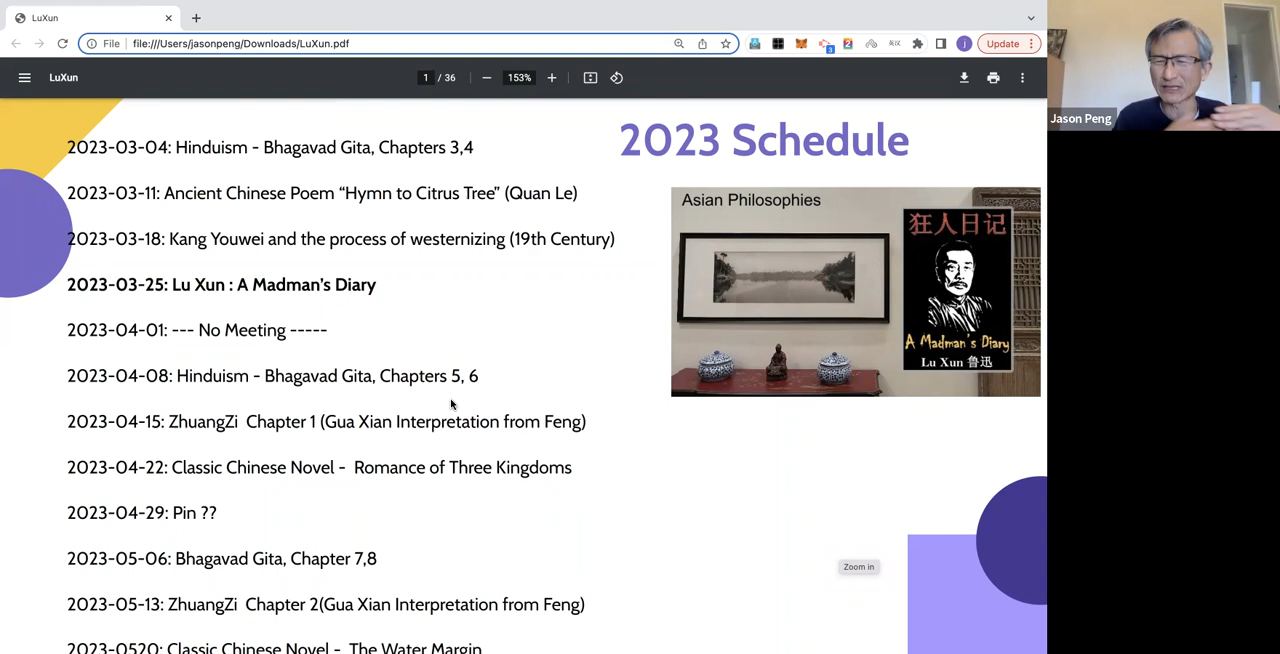 LuXun
File
file:///Users/jasonpeng/Downloads/LuXun.pdf
Update
LuXun
1 / 36
153%
2023 Schedule
2023-03-04: Hinduism - Bhagavad Gita, Chapters 3,4
2023-03-11: Ancient Chinese Poem “Hymn to Citrus Tree” (Quan Le)
2023-03-18: Kang Youwei and the process of westernizing (19th Century)
2023-03-25: Lu Xun : A Madman's Diary
2023-04-01: --- No Meeting -----
2023-04-08: Hinduism - Bhagavad Gita, Chapters 5, 6
2023-04-15: ZhuangZi Chapter 1 (Gua Xian Interpretation from Feng)
2023-04-22: Classic Chinese Novel - Romance of Three Kingdoms
2023-04-29: Pin ??
2023-05-06: Bhagavad Gita, Chapter 7,8
2023-05-13: ZhuangZi Chapter 2(Gua Xian Interpretation from Feng)
2023-0520: Classic Chinese Novel - The Water Margin
Asian Philosophies
狂人日记
A Madman's Diary
Lu Xun 鲁迅
Zoom in
Jason Peng